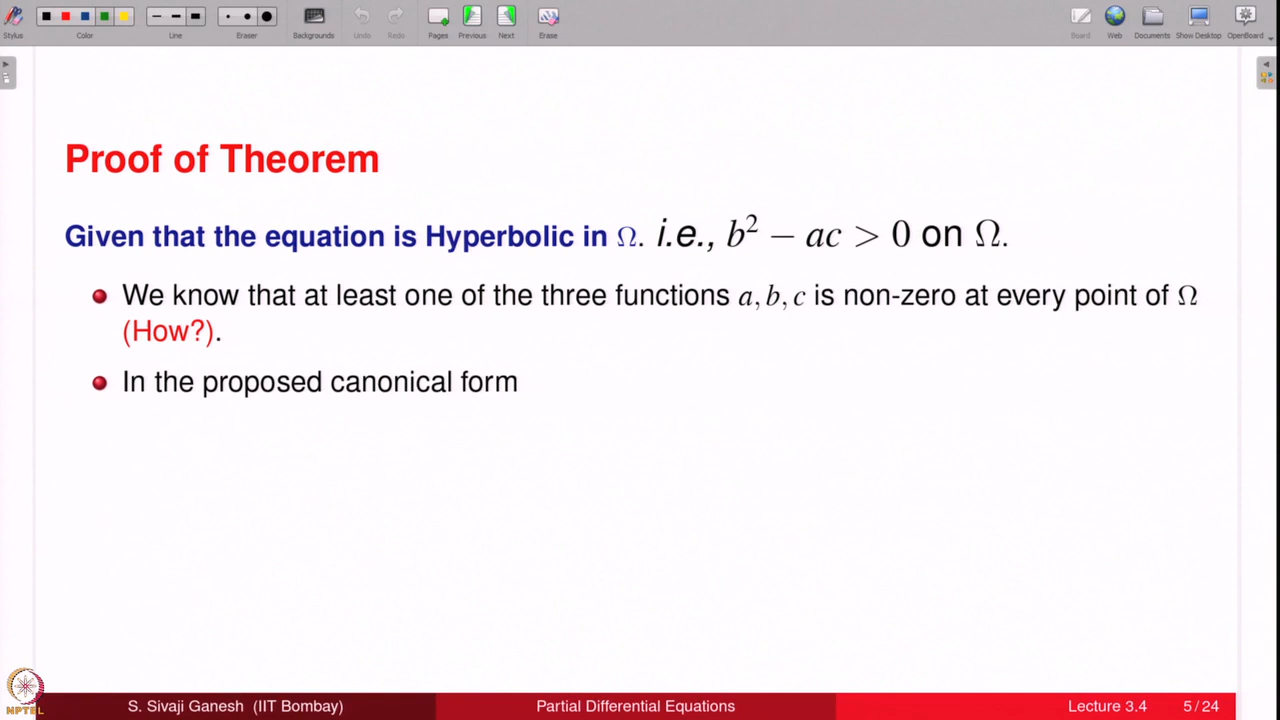 Stylus Color Line Eraser Backgrounds Undo Redo Pages Previous Next Erase Board Web Documents Show Desktop OpenBoard
Proof of Theorem
Given that the equation is Hyperbolic in Ω. i.e., b² − ac > 0 on Ω.
We know that at least one of the three functions a, b, c is non-zero at every point of Ω
(How?).
In the proposed canonical form
NPTEL
S. Sivaji Ganesh (IIT Bombay) Partial Differential Equations Lecture 3.4 5 / 24